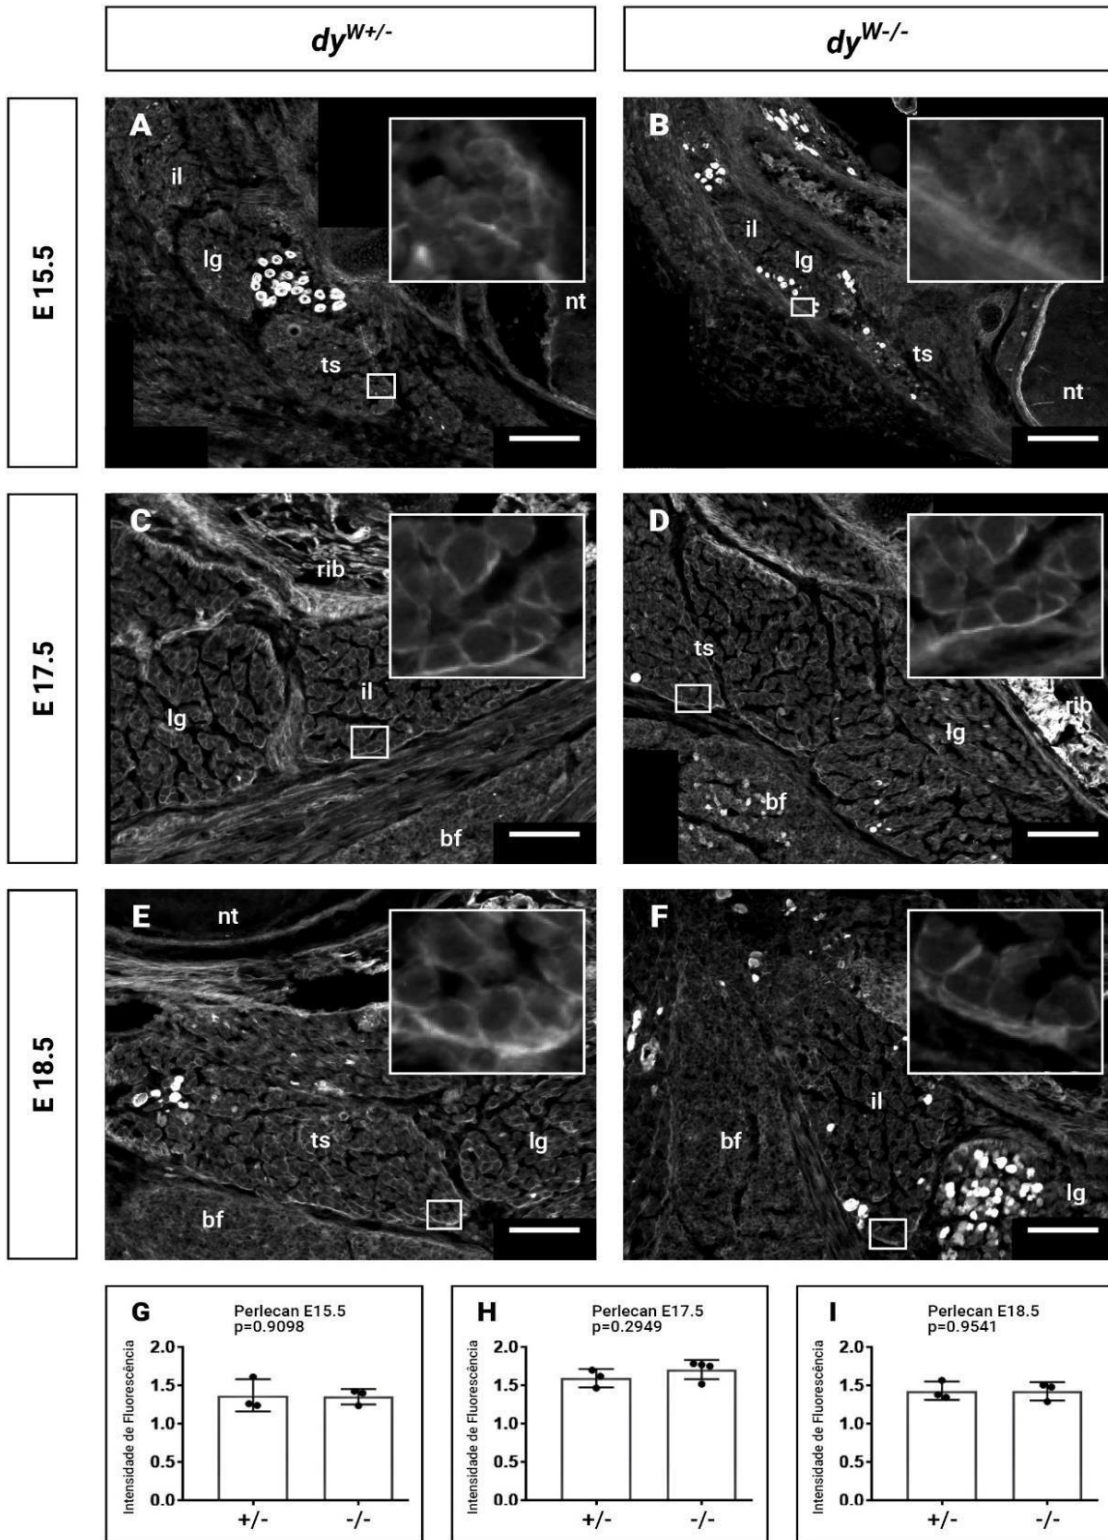 dyW+/-
dyW-/-
E 15.5
A
il
lg
ts
nt
B
il
lg
ts
nt
E 17.5
C
rib
il
lg
bf
D
ts
rib
lg
bf
E 18.5
E
nt
ts
lg
bf
F
il
bf
lg
G
Perlecan E15.5
p=0.9098
Intensidade de Fluorescência
2.0
1.5
1.0
0.5
0.0
+/-
-/-
H
Perlecan E17.5
p=0.2949
Intensidade de Fluorescência
2.0
1.5
1.0
0.5
0.0
+/-
-/-
I
Perlecan E18.5
p=0.9541
Intensidade de Fluorescência
2.0
1.5
1.0
0.5
0.0
+/-
-/-